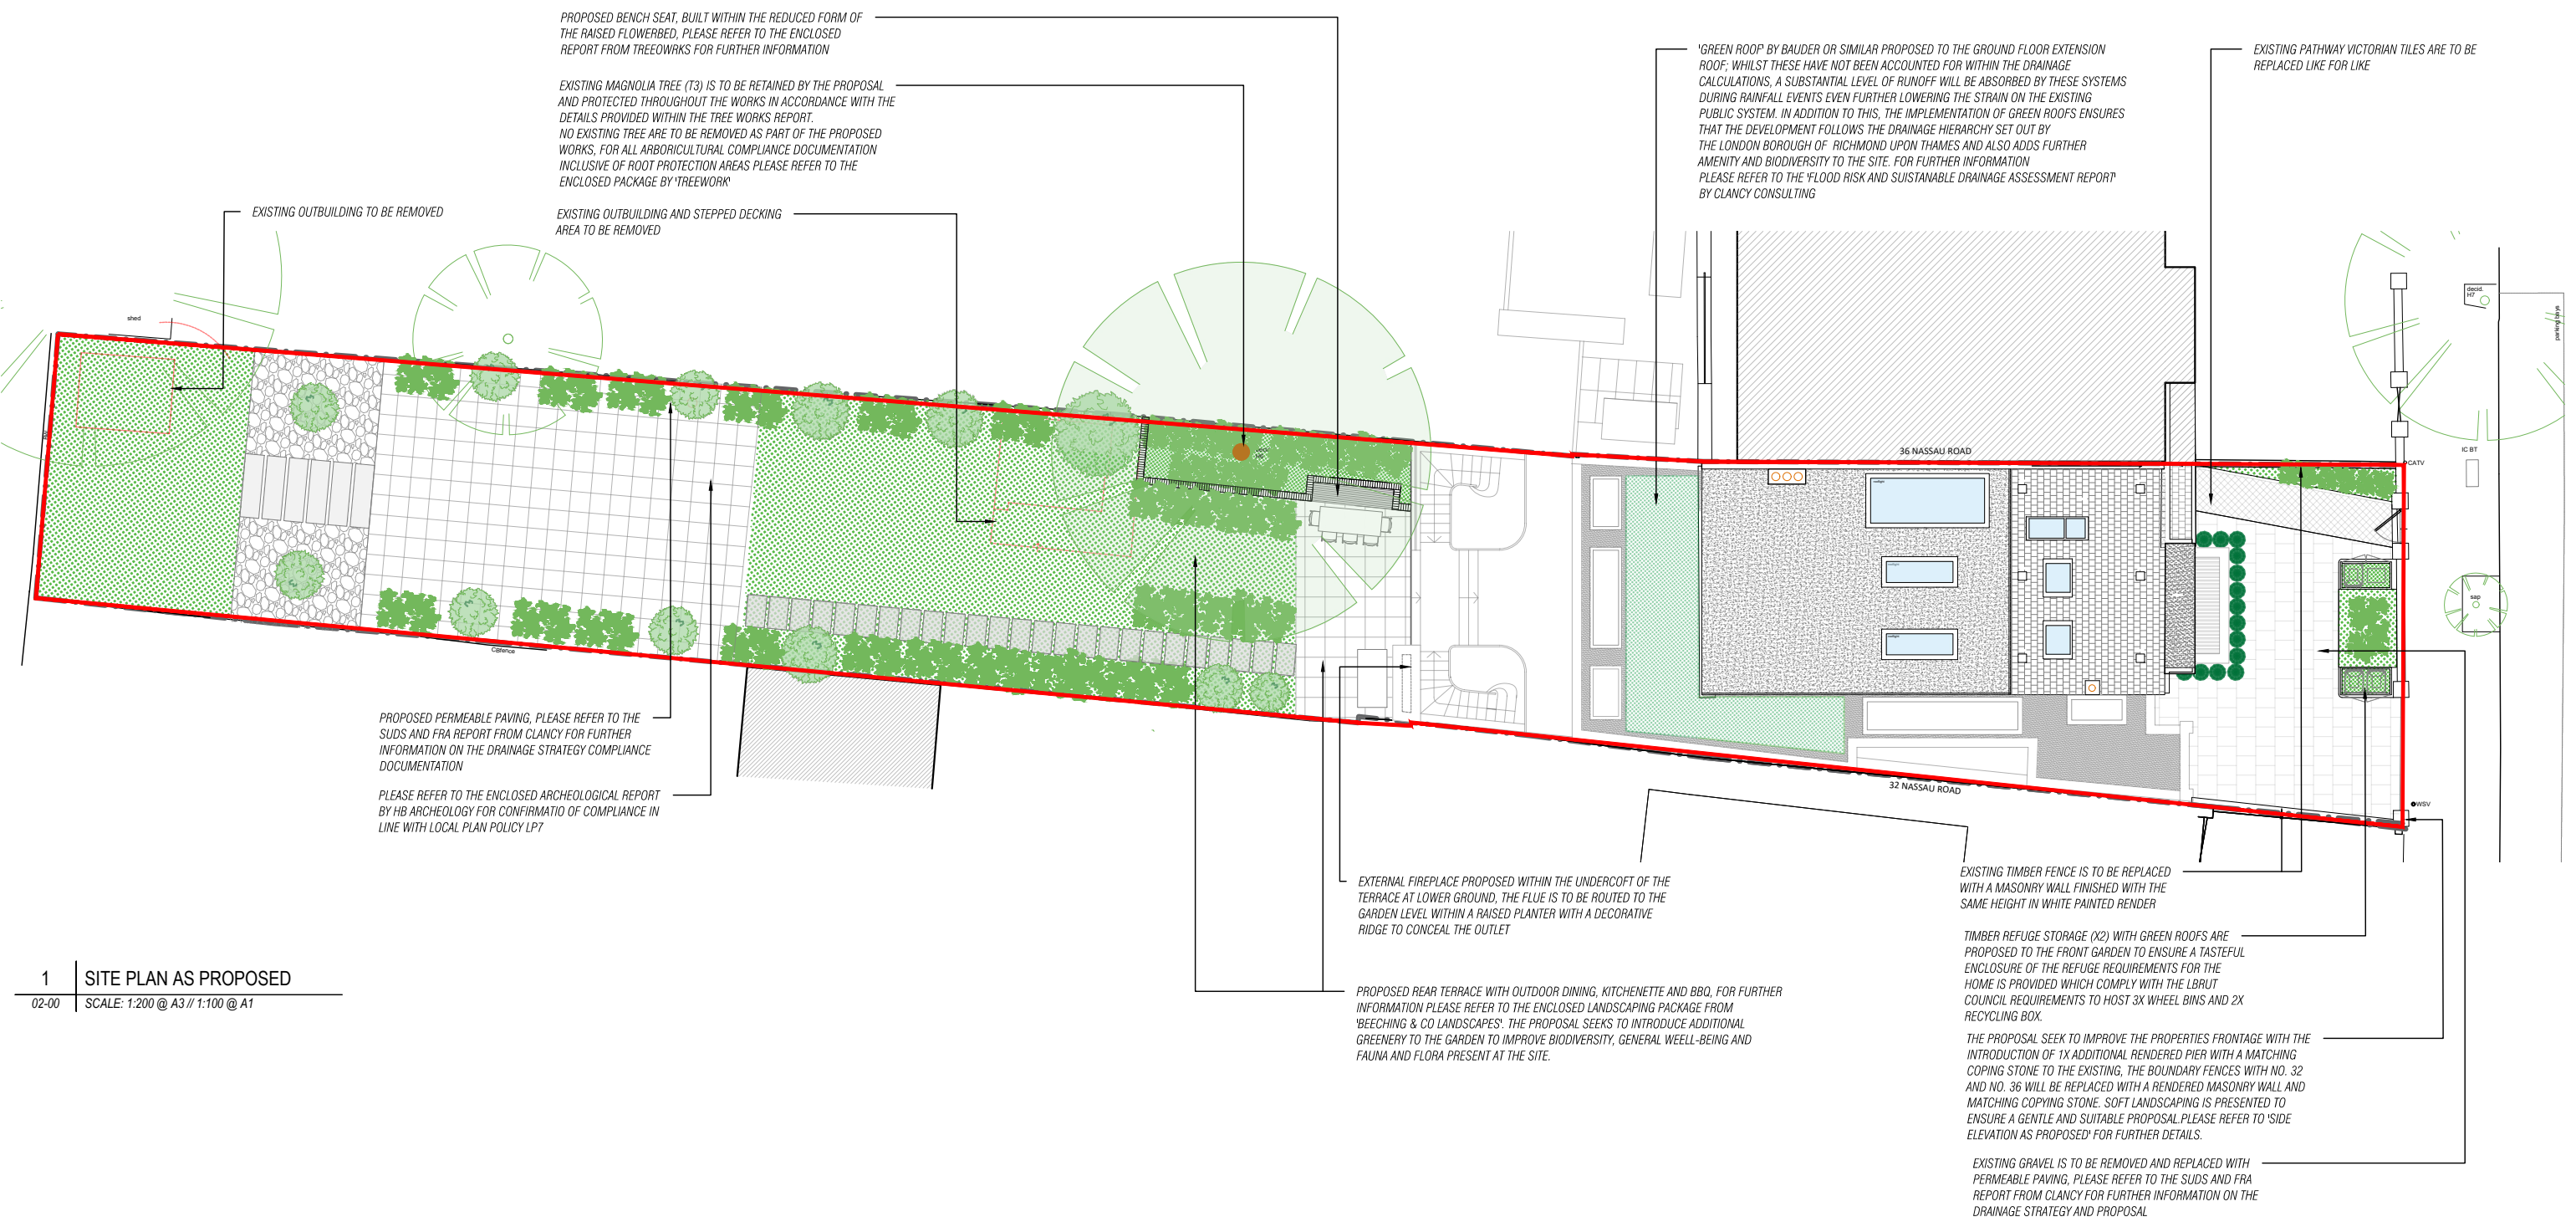 PROPOSED BENCH SEAT, BUILT WITHIN THE REDUCED FORM OF
THE RAISED FLOWERBED, PLEASE REFER TO THE ENCLOSED
REPORT FROM TREEOWRKS FOR FURTHER INFORMATION
EXISTING MAGNOLIA TREE (T3) IS TO BE RETAINED BY THE PROPOSAL
AND PROTECTED THROUGHOUT THE WORKS IN ACCORDANCE WITH THE
DETAILS PROVIDED WITHIN THE TREE WORKS REPORT.
NO EXISTING TREE ARE TO BE REMOVED AS PART OF THE PROPOSED
WORKS, FOR ALL ARBORICULTURAL COMPLIANCE DOCUMENTATION
INCLUSIVE OF ROOT PROTECTION AREAS PLEASE REFER TO THE
ENCLOSED PACKAGE BY 'TREEWORK'
EXISTING OUTBUILDING TO BE REMOVED
EXISTING OUTBUILDING AND STEPPED DECKING
AREA TO BE REMOVED
'GREEN ROOF' BY BAUDER OR SIMILAR PROPOSED TO THE GROUND FLOOR EXTENSION
ROOF; WHILST THESE HAVE NOT BEEN ACCOUNTED FOR WITHIN THE DRAINAGE
CALCULATIONS, A SUBSTANTIAL LEVEL OF RUNOFF WILL BE ABSORBED BY THESE SYSTEMS
DURING RAINFALL EVENTS EVEN FURTHER LOWERING THE STRAIN ON THE EXISTING
PUBLIC SYSTEM. IN ADDITION TO THIS, THE IMPLEMENTATION OF GREEN ROOFS ENSURES
THAT THE DEVELOPMENT FOLLOWS THE DRAINAGE HIERARCHY SET OUT BY
THE LONDON BOROUGH OF RICHMOND UPON THAMES AND ALSO ADDS FURTHER
AMENITY AND BIODIVERSITY TO THE SITE. FOR FURTHER INFORMATION
PLEASE REFER TO THE 'FLOOD RISK AND SUISTANABLE DRAINAGE ASSESSMENT REPORT'
BY CLANCY CONSULTING
EXISTING PATHWAY VICTORIAN TILES ARE TO BE
REPLACED LIKE FOR LIKE
decid.
H7
parking bays
shed
36 NASSAU ROAD
IC BT
CATV
sap
CBfence
32 NASSAU ROAD
WSV
PROPOSED PERMEABLE PAVING, PLEASE REFER TO THE
SUDS AND FRA REPORT FROM CLANCY FOR FURTHER
INFORMATION ON THE DRAINAGE STRATEGY COMPLIANCE
DOCUMENTATION
PLEASE REFER TO THE ENCLOSED ARCHEOLOGICAL REPORT
BY HB ARCHEOLOGY FOR CONFIRMATIO OF COMPLIANCE IN
LINE WITH LOCAL PLAN POLICY LP7
EXTERNAL FIREPLACE PROPOSED WITHIN THE UNDERCOFT OF THE
TERRACE AT LOWER GROUND, THE FLUE IS TO BE ROUTED TO THE
GARDEN LEVEL WITHIN A RAISED PLANTER WITH A DECORATIVE
RIDGE TO CONCEAL THE OUTLET
PROPOSED REAR TERRACE WITH OUTDOOR DINING, KITCHENETTE AND BBQ, FOR FURTHER
INFORMATION PLEASE REFER TO THE ENCLOSED LANDSCAPING PACKAGE FROM
'BEECHING & CO LANDSCAPES'. THE PROPOSAL SEEKS TO INTRODUCE ADDITIONAL
GREENERY TO THE GARDEN TO IMPROVE BIODIVERSITY, GENERAL WEELL-BEING AND
FAUNA AND FLORA PRESENT AT THE SITE.
EXISTING TIMBER FENCE IS TO BE REPLACED
WITH A MASONRY WALL FINISHED WITH THE
SAME HEIGHT IN WHITE PAINTED RENDER
TIMBER REFUGE STORAGE (X2) WITH GREEN ROOFS ARE
PROPOSED TO THE FRONT GARDEN TO ENSURE A TASTEFUL
ENCLOSURE OF THE REFUGE REQUIREMENTS FOR THE
HOME IS PROVIDED WHICH COMPLY WITH THE LBRUT
COUNCIL REQUIREMENTS TO HOST 3X WHEEL BINS AND 2X
RECYCLING BOX.
THE PROPOSAL SEEK TO IMPROVE THE PROPERTIES FRONTAGE WITH THE
INTRODUCTION OF 1X ADDITIONAL RENDERED PIER WITH A MATCHING
COPING STONE TO THE EXISTING, THE BOUNDARY FENCES WITH NO. 32
AND NO. 36 WILL BE REPLACED WITH A RENDERED MASONRY WALL AND
MATCHING COPYING STONE. SOFT LANDSCAPING IS PRESENTED TO
ENSURE A GENTLE AND SUITABLE PROPOSAL.PLEASE REFER TO 'SIDE
ELEVATION AS PROPOSED' FOR FURTHER DETAILS.
EXISTING GRAVEL IS TO BE REMOVED AND REPLACED WITH
PERMEABLE PAVING, PLEASE REFER TO THE SUDS AND FRA
REPORT FROM CLANCY FOR FURTHER INFORMATION ON THE
DRAINAGE STRATEGY AND PROPOSAL
1 SITE PLAN AS PROPOSED
02-00 SCALE: 1:200 @ A3 // 1:100 @ A1